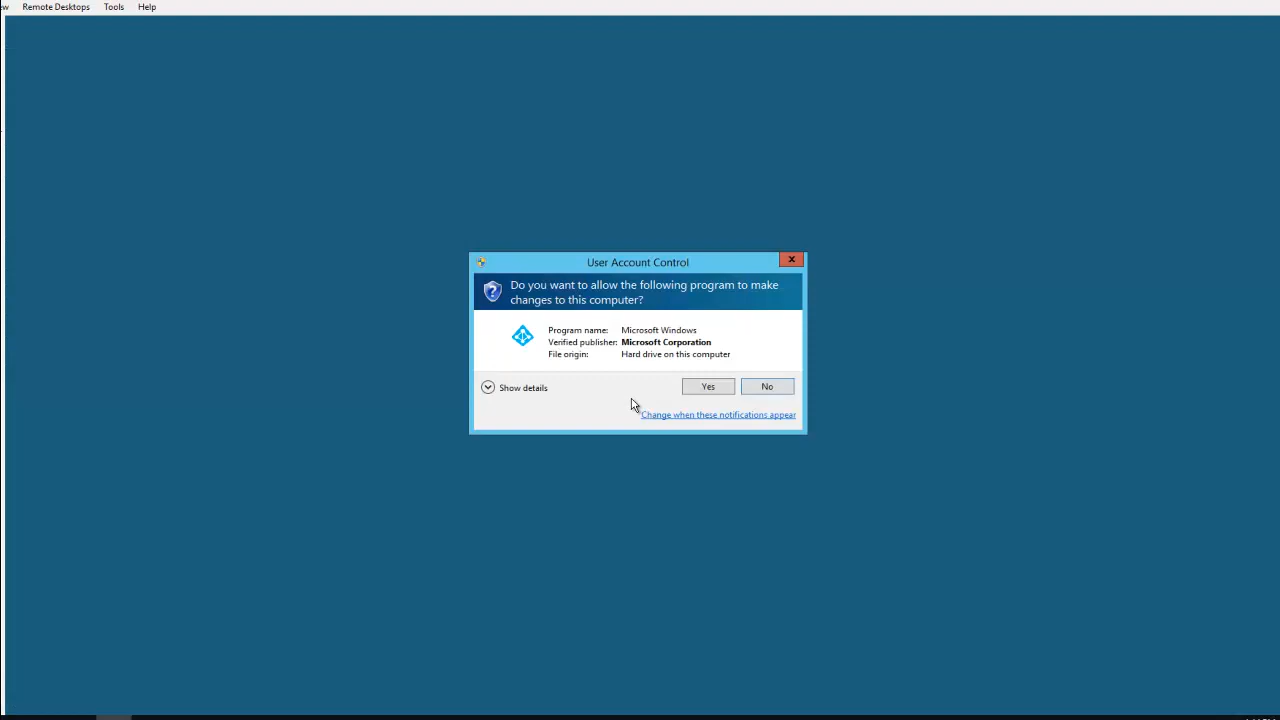 Remote Desktops Tools Help
User Account Control
x
Do you want to allow the following program to make
changes to this computer?
Program name: Microsoft Windows
Verified publisher: Microsoft Corporation
File origin: Hard drive on this computer
Show details
Yes No
Change when these notifications appear